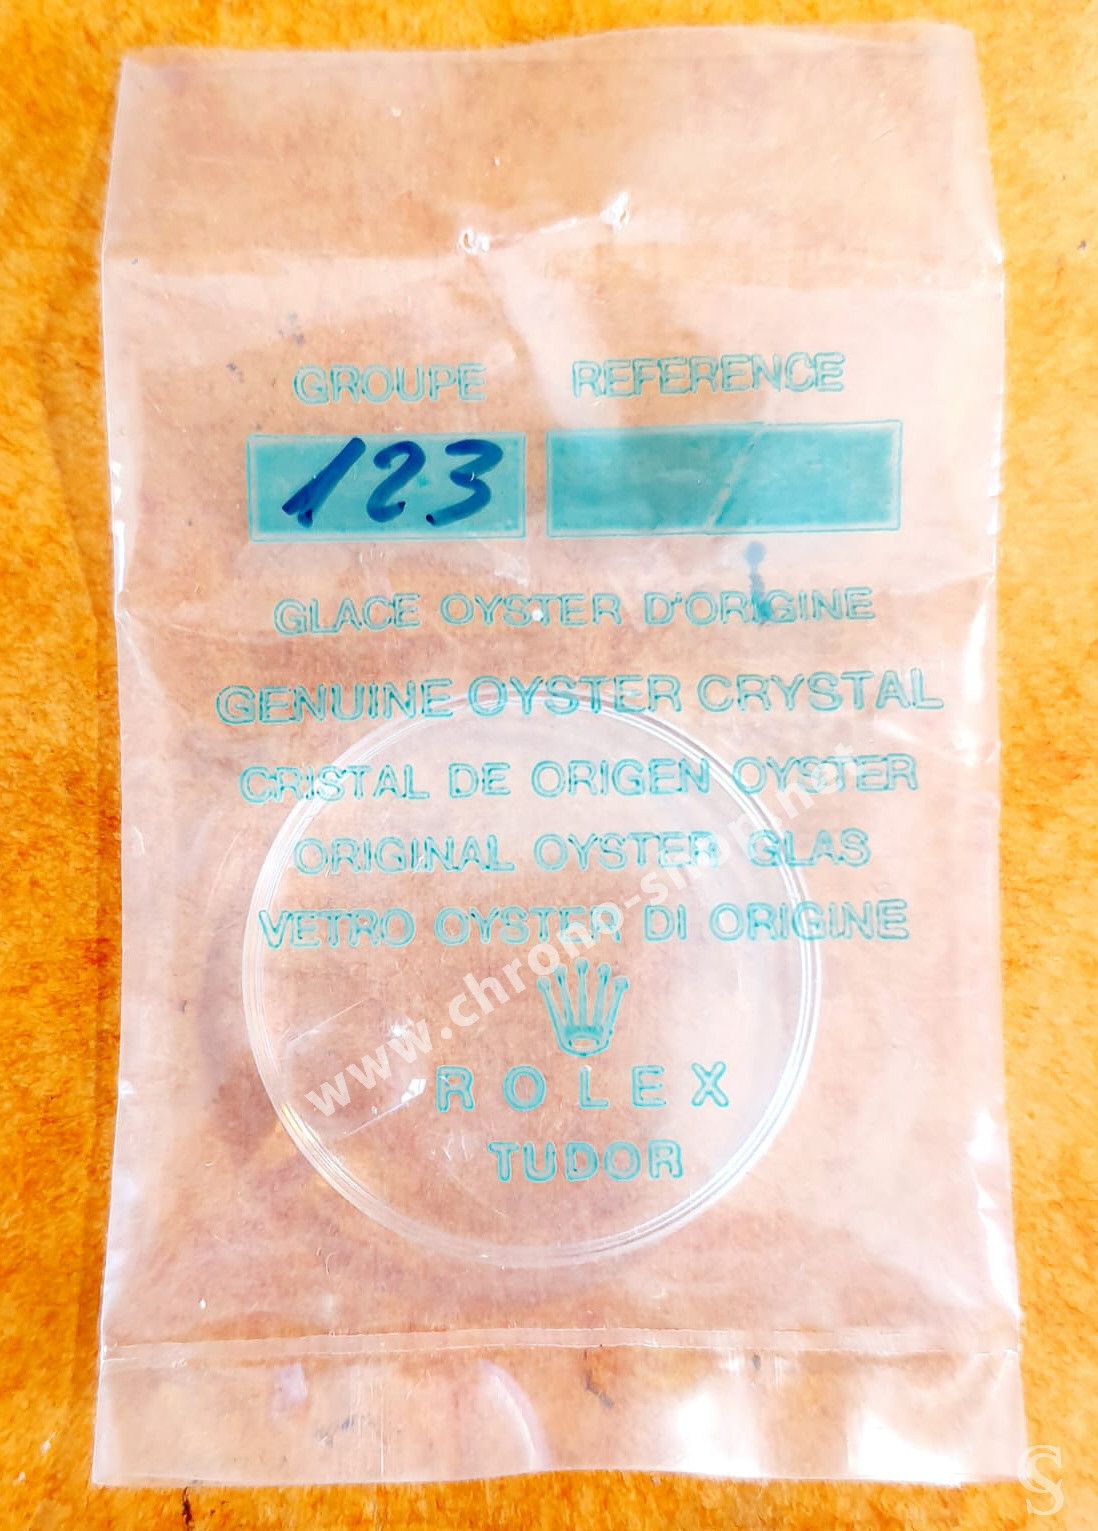 GROUPE REFERENCE
123
GLACE OYSTER D'ORIGINE
GENUINE OYSTER CRYSTAL
CRISTAL DE ORIGEN OYSTER
ORIGINAL OYSTER GLAS
VETRO OYSTER DI ORIGINE
ROLEX
TUDOR
www.chrono-shop.net
S